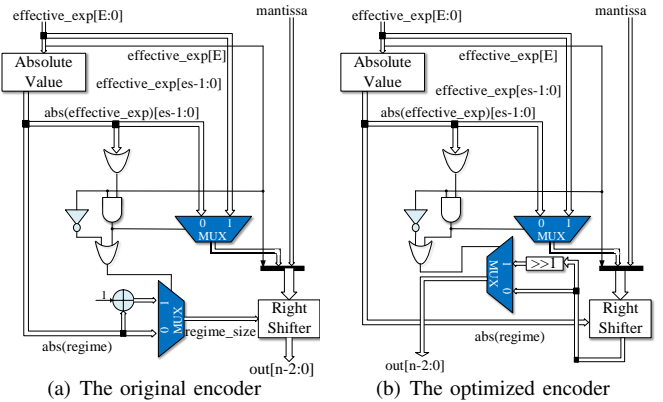 effective_exp[E:0]
mantissa
effective_exp[E]
Absolute
Value
effective_exp[es-1:0]
abs(effective_exp)[es-1:0]
0 1
MUX
1
1
MUX
0
regime_size
Right
Shifter
abs(regime)
out[n-2:0]
(a) The original encoder
effective_exp[E:0]
mantissa
effective_exp[E]
Absolute
Value
effective_exp[es-1:0]
abs(effective_exp)[es-1:0]
0 1
MUX
1
MUX
0
>>1
Right
Shifter
abs(regime)
out[n-2:0]
(b) The optimized encoder